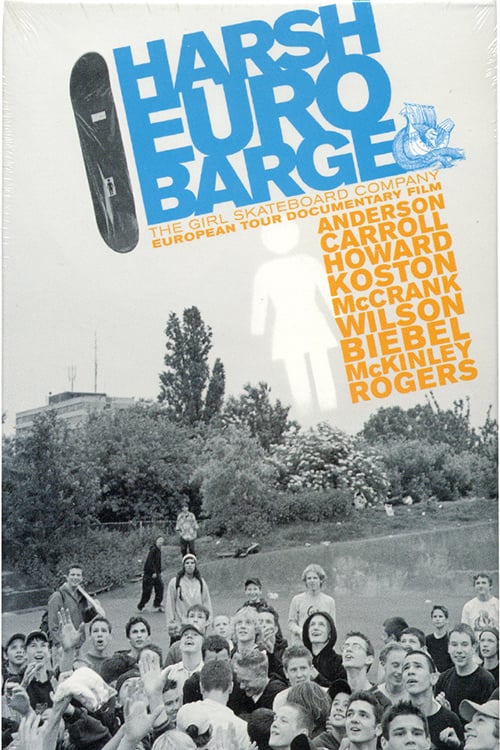 HARSH
EURO
BARGE
THE GIRL SKATEBOARD COMPANY
EUROPEAN TOUR DOCUMENTARY FILM
ANDERSON
CARROLL
HOWARD
KOSTON
McCRANK
WILSON
BIEBEL
McKINLEY
ROGERS